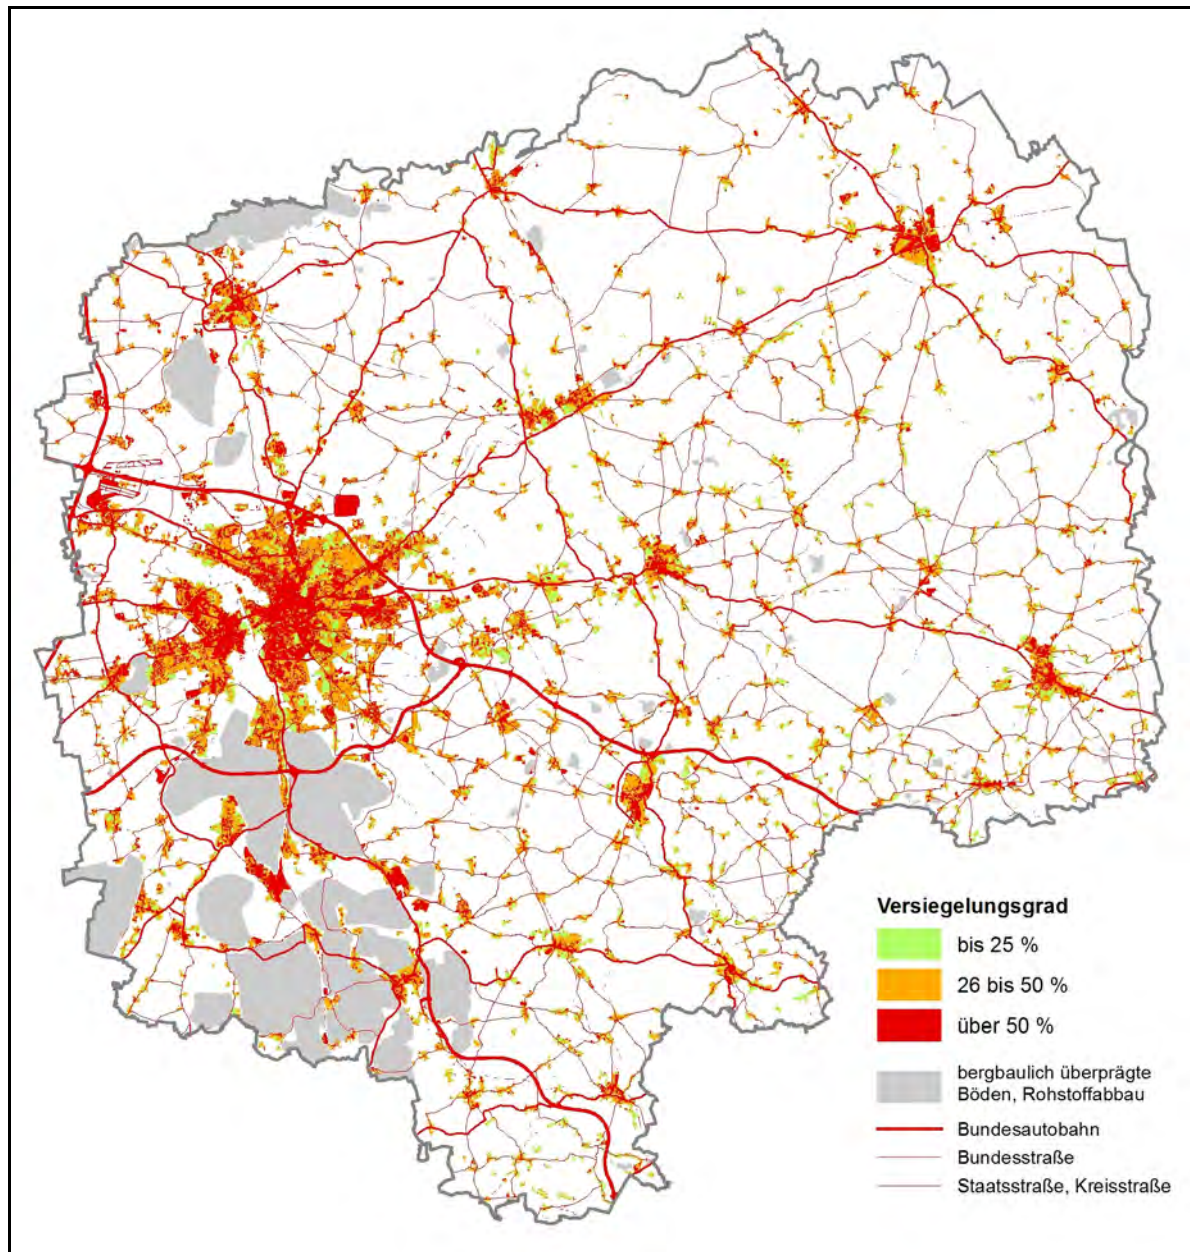 Versiegelungsgrad
bis 25 %
26 bis 50 %
über 50 %
bergbaulich überprägte
Böden, Rohstoffabbau
Bundesautobahn
Bundesstraße
Staatsstraße, Kreisstraße